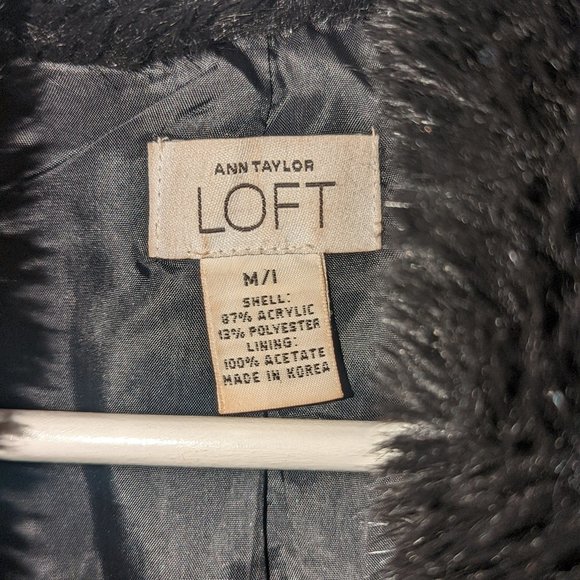 ANN TAYLOR
LOFT
M/I
SHELL:
87% ACRYLIC
13% POLYESTER
LINING:
100% ACETATE
MADE IN KOREA